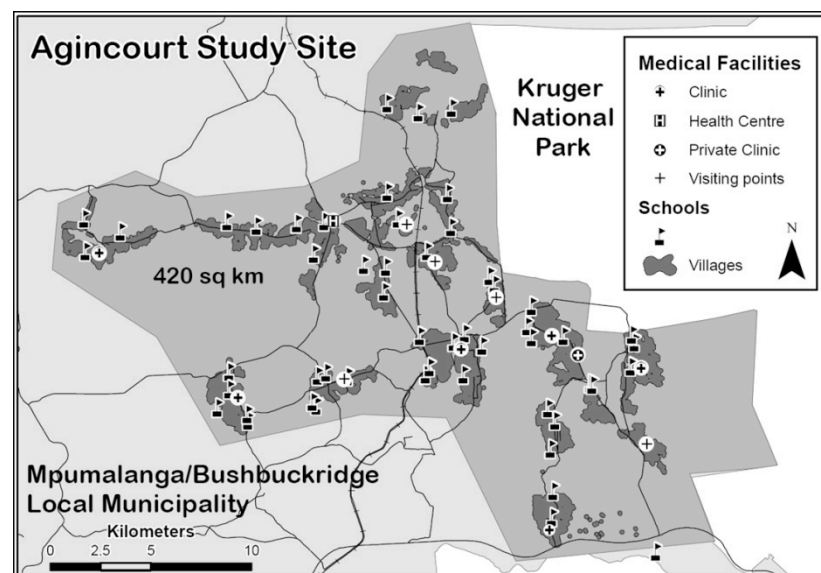 Agincourt Study Site
Kruger
National
Park
Medical Facilities
Clinic
H Health Centre
Private Clinic
Visiting points
Schools
Villages
N
420 sq km
Mpumalanga/Bushbuckridge
Local Municipality
Kilometers
0 2.5 5 10